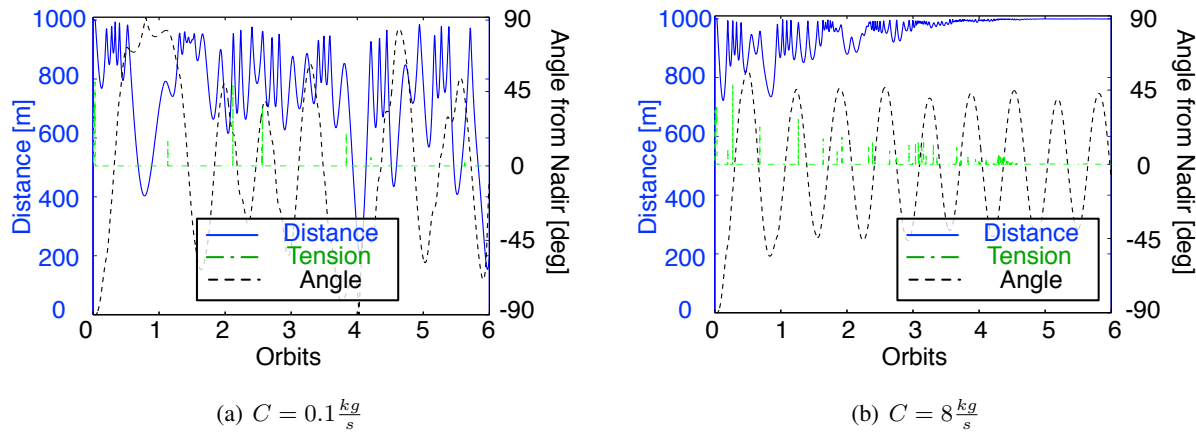 1000
800
600
400
200
0
Distance [m]
90
45
0
-45
-90
Angle from Nadir [deg]
Distance
Tension
Angle
0 1 2 3 4 5 6
Orbits
(a) C = 0.1 kg/s
1000
800
600
400
200
0
Distance [m]
90
45
0
-45
-90
Angle from Nadir [deg]
Distance
Tension
Angle
0 1 2 3 4 5 6
Orbits
(b) C = 8 kg/s